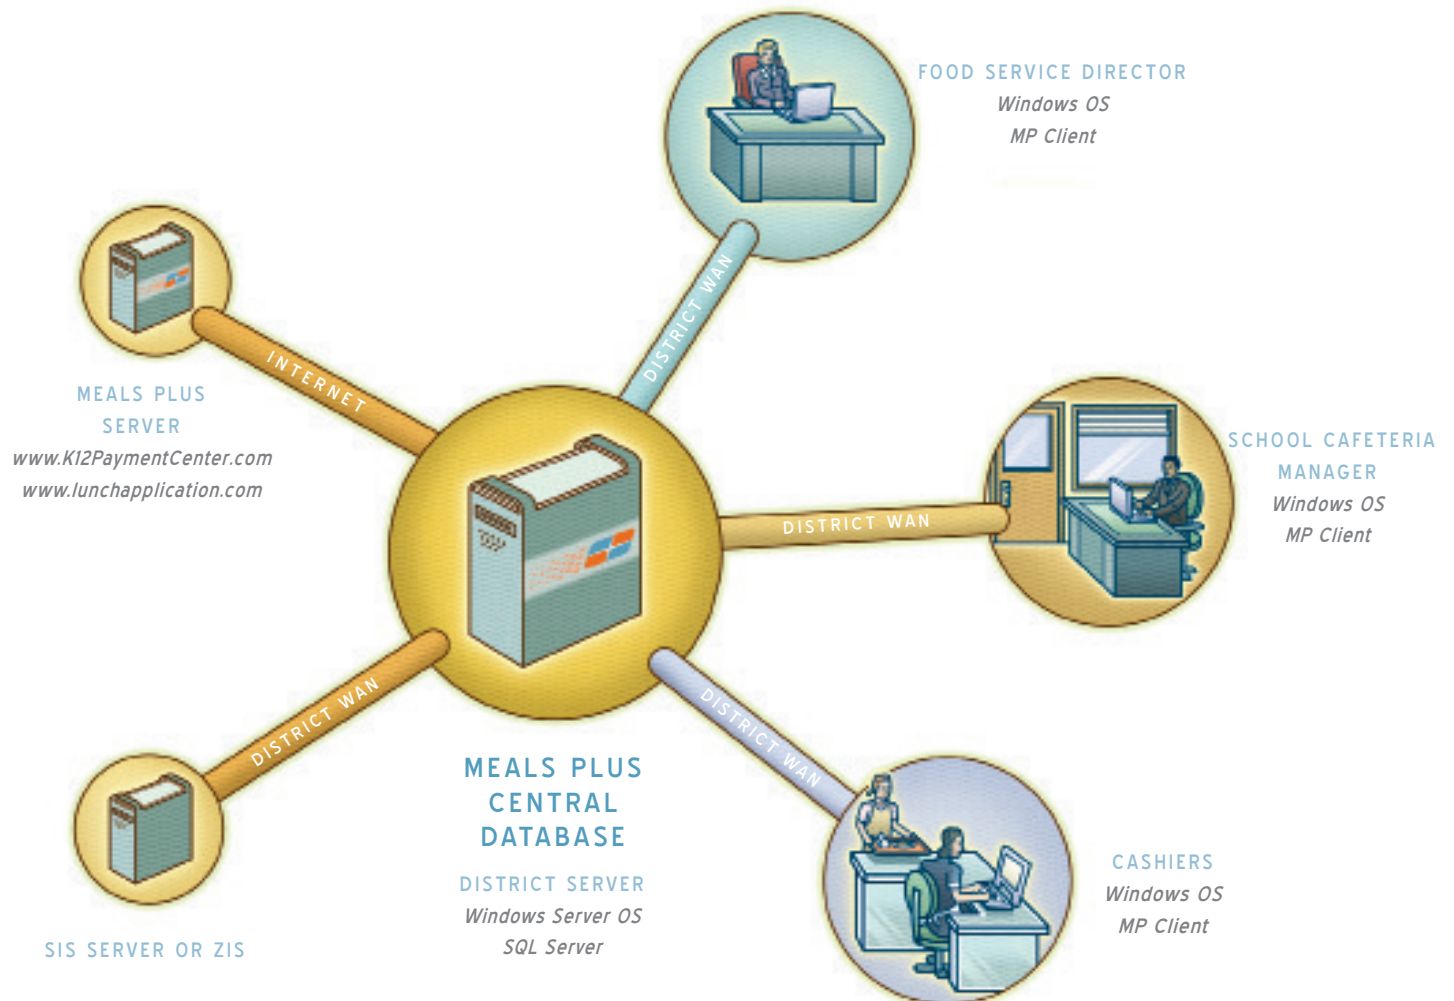 FOOD SERVICE DIRECTOR
Windows OS
MP Client
DISTRICT WAN
INTERNET
MEALS PLUS
SERVER
www.K12PaymentCenter.com
www.lunchapplication.com
SCHOOL CAFETERIA
MANAGER
Windows OS
MP Client
DISTRICT WAN
DISTRICT WAN
DISTRICT WAN
MEALS PLUS
CENTRAL
DATABASE
DISTRICT SERVER
Windows Server OS
SQL Server
CASHIERS
Windows OS
MP Client
SIS SERVER OR ZIS